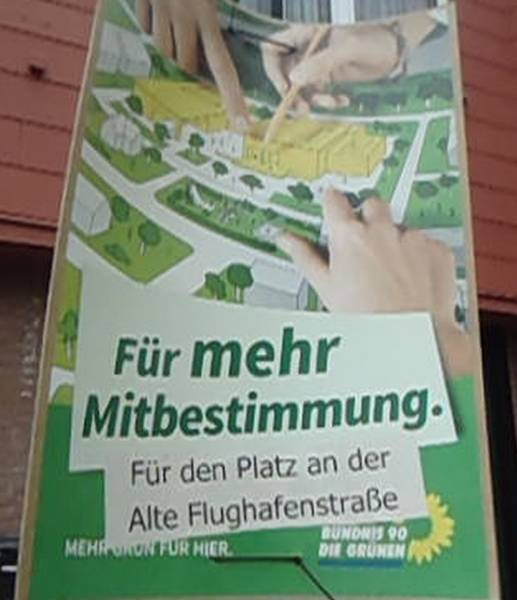 Für mehr
Mitbestimmung.
Für den Platz an der
Alte Flughafenstraße
MEHR GRÜN FÜR HIER.
BÜNDNIS 90
DIE GRÜNEN